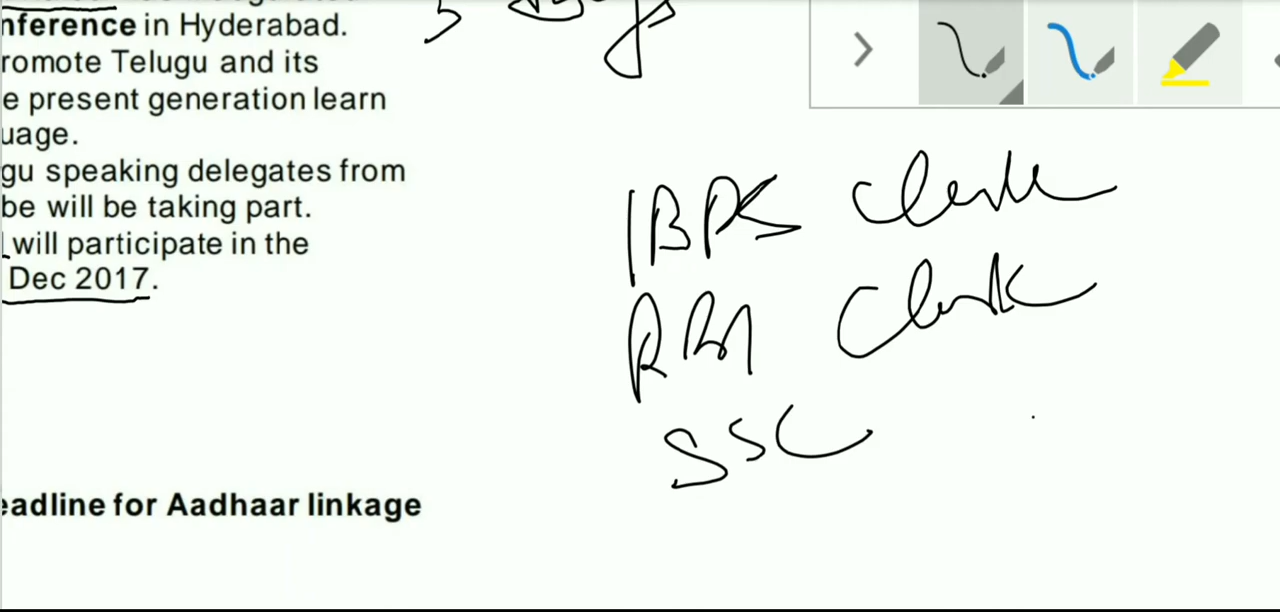 nference in Hyderabad.
romote Telugu and its
e present generation learn
uage.
gu speaking delegates from
be will be taking part.
will participate in the
Dec 2017.
IBPS Clerk
RBI Clerk
SSC
eadline for Aadhaar linkage